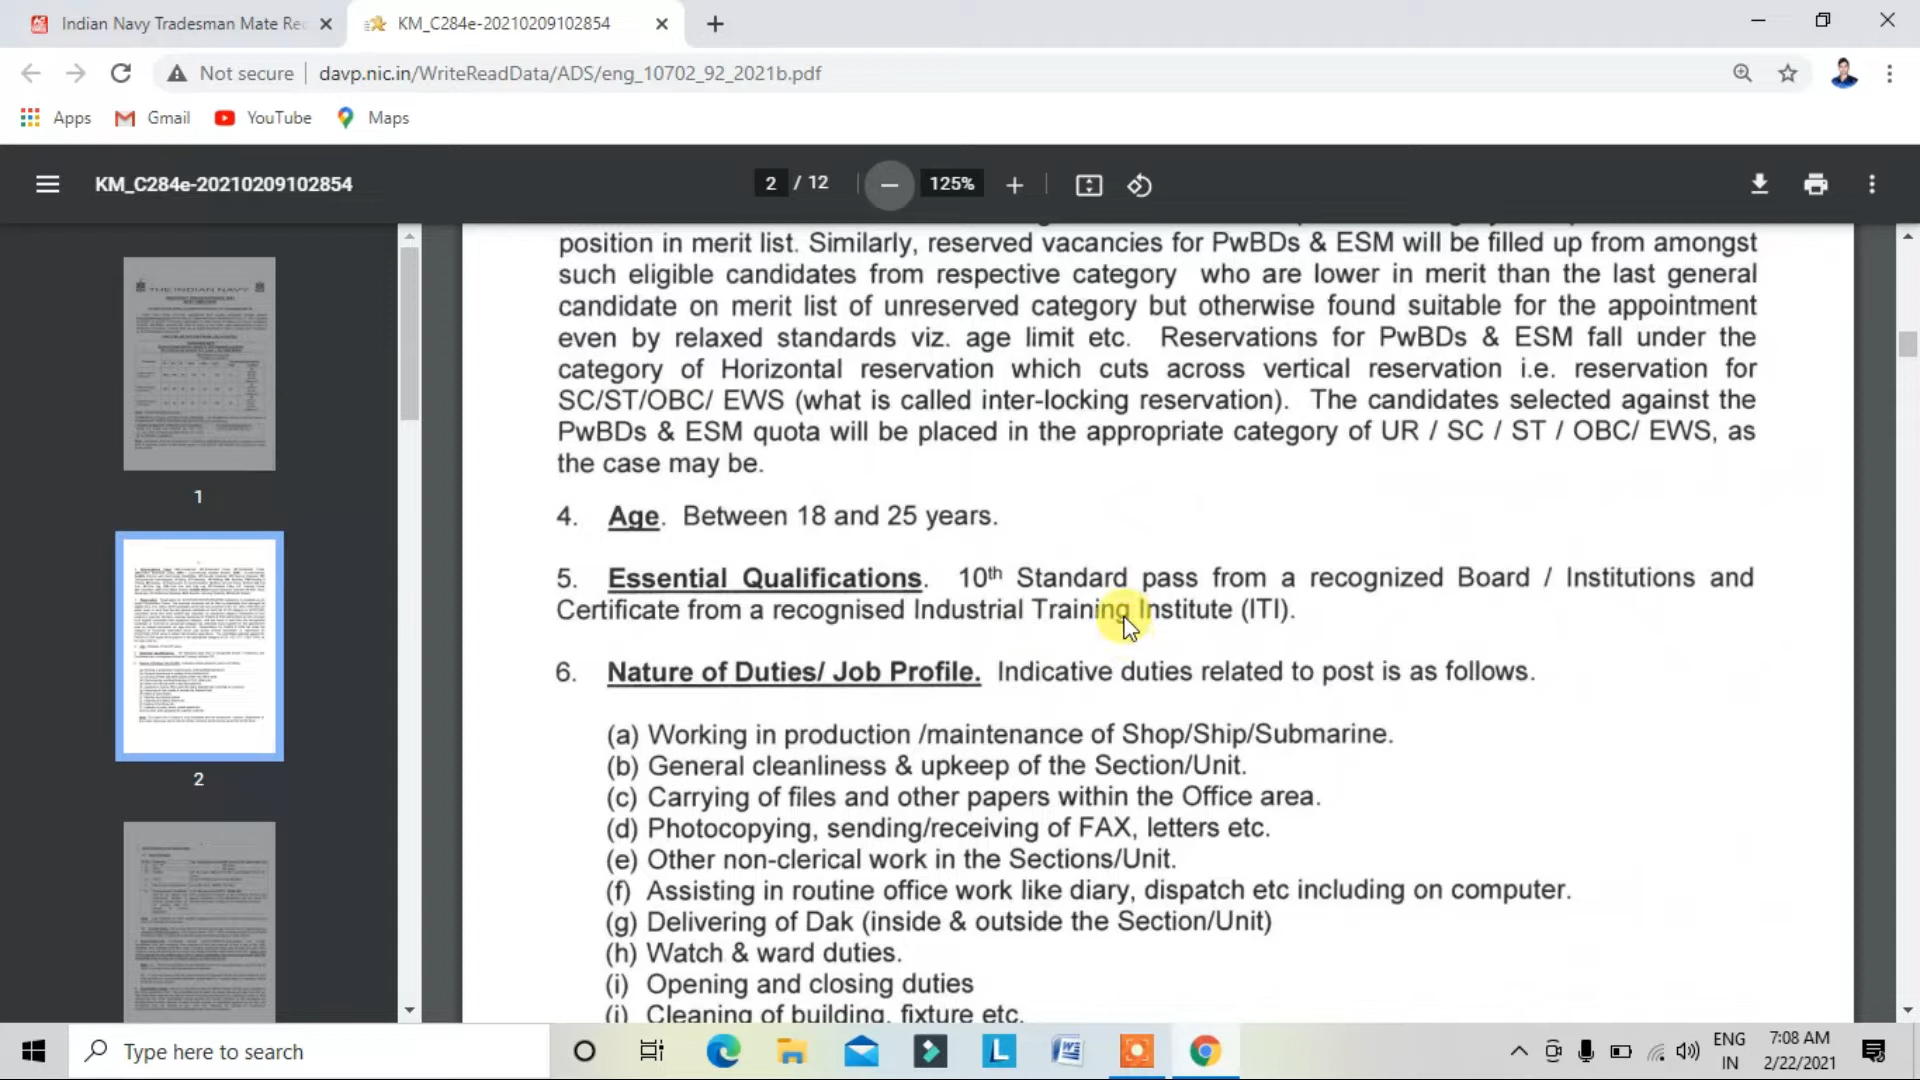 Indian Navy Tradesman Mate Re
KM_C284e-20210209102854
Not secure
davp.nic.in/WriteReadData/ADS/eng_10702_92_2021b.pdf
Apps
Gmail
YouTube
Maps
KM_C284e-20210209102854
2 / 12
125%
THE INDIAN NAVY
1
2
position in merit list. Similarly, reserved vacancies for PwBDs & ESM will be filled up from amongst
such eligible candidates from respective category who are lower in merit than the last general
candidate on merit list of unreserved category but otherwise found suitable for the appointment
even by relaxed standards viz. age limit etc. Reservations for PwBDs & ESM fall under the
category of Horizontal reservation which cuts across vertical reservation i.e. reservation for
SC/ST/OBC/ EWS (what is called inter-locking reservation). The candidates selected against the
PwBDs & ESM quota will be placed in the appropriate category of UR / SC / ST / OBC/ EWS, as
the case may be.
4. Age. Between 18 and 25 years.
5. Essential Qualifications. 10th Standard pass from a recognized Board / Institutions and
Certificate from a recognised Industrial Training Institute (ITI).
6. Nature of Duties/ Job Profile. Indicative duties related to post is as follows.
(a) Working in production /maintenance of Shop/Ship/Submarine.
(b) General cleanliness & upkeep of the Section/Unit.
(c) Carrying of files and other papers within the Office area.
(d) Photocopying, sending/receiving of FAX, letters etc.
(e) Other non-clerical work in the Sections/Unit.
(f) Assisting in routine office work like diary, dispatch etc including on computer.
(g) Delivering of Dak (inside & outside the Section/Unit)
(h) Watch & ward duties.
(i) Opening and closing duties
(j) Cleaning of building, fixture etc.
Type here to search
ENG
IN
7:08 AM
2/22/2021